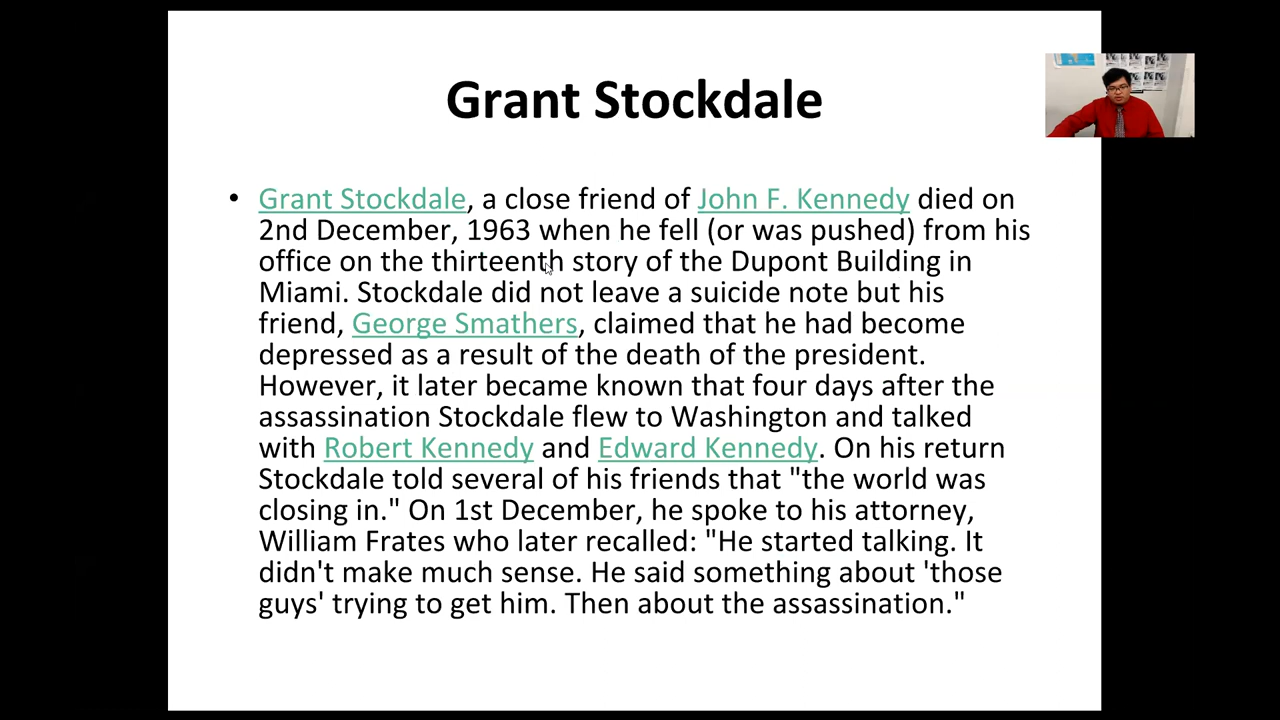 Grant Stockdale
• Grant Stockdale, a close friend of John F. Kennedy died on
2nd December, 1963 when he fell (or was pushed) from his
office on the thirteenth story of the Dupont Building in
Miami. Stockdale did not leave a suicide note but his
friend, George Smathers, claimed that he had become
depressed as a result of the death of the president.
However, it later became known that four days after the
assassination Stockdale flew to Washington and talked
with Robert Kennedy and Edward Kennedy. On his return
Stockdale told several of his friends that "the world was
closing in." On 1st December, he spoke to his attorney,
William Frates who later recalled: "He started talking. It
didn't make much sense. He said something about 'those
guys' trying to get him. Then about the assassination."